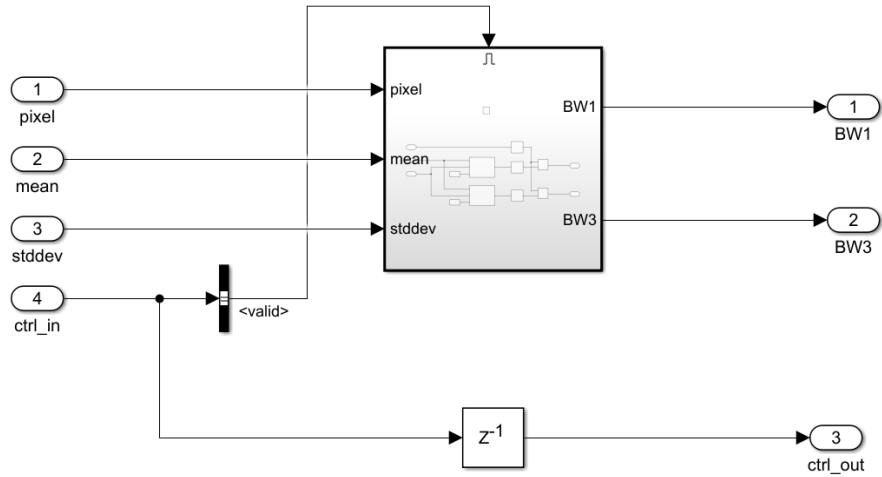 1
pixel
pixel
BW1
1
BW1
2
mean
mean
3
stddev
stddev
BW3
2
BW3
4
ctrl_in
<valid>
Z-1
3
ctrl_out